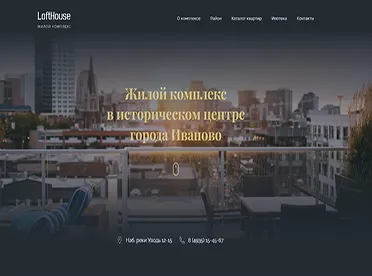 LoftHouse
ЖИЛОЙ КОМПЛЕКС
О комплексе Район Каталог квартир Ипотека Контакты
Жилой комплекс
в историческом центре
города Иваново
Наб. реки Уводь 12-15 8 (4935) 15-45-67